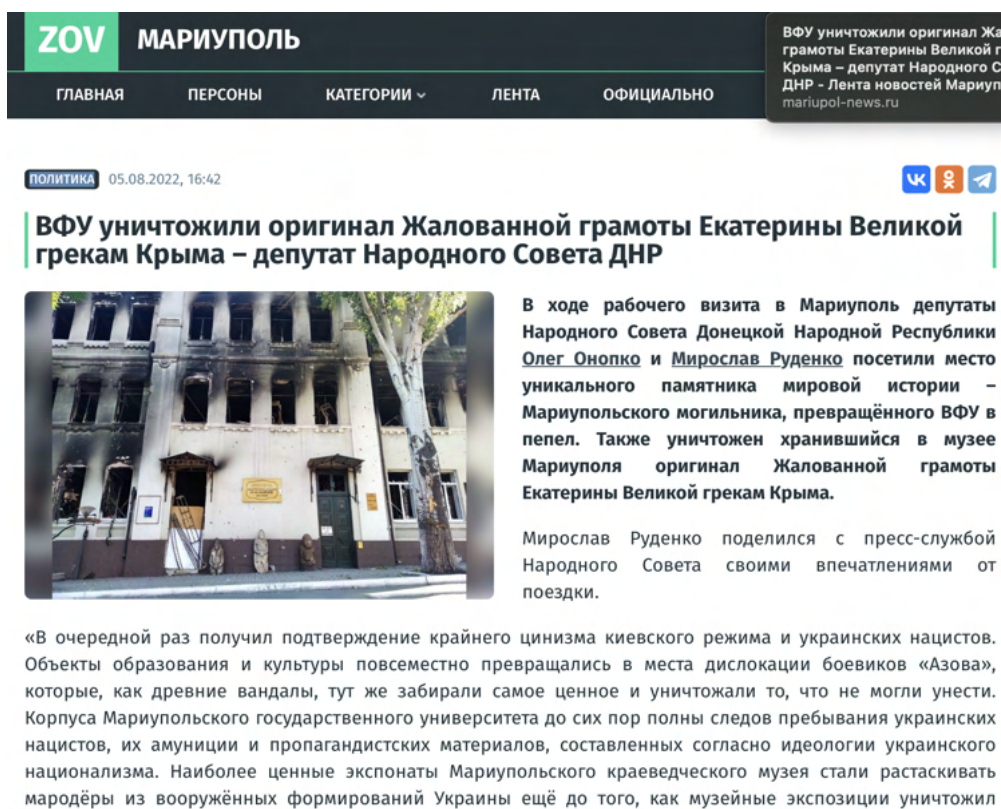 ZOV МАРИУПОЛЬ
ВФУ уничтожили оригинал Жа
грамоты Екатерины Великой г
Крыма – депутат Народного С
ДНР - Лента новостей Мариуп
mariupol-news.ru
ГЛАВНАЯ ПЕРСОНЫ КАТЕГОРИИ ЛЕНТА ОФИЦИАЛЬНО
ПОЛИТИКА 05.08.2022, 16:42
ВФУ уничтожили оригинал Жалованной грамоты Екатерины Великой
грекам Крыма – депутат Народного Совета ДНР
В ходе рабочего визита в Мариуполь депутаты
Народного Совета Донецкой Народной Республики
Олег Онопко и Мирослав Руденко посетили место
уникального памятника мировой истории –
Мариупольского могильника, превращённого ВФУ в
пепел. Также уничтожен хранившийся в музее
Мариуполя оригинал Жалованной грамоты
Екатерины Великой грекам Крыма.
Мирослав Руденко поделился с пресс-службой
Народного Совета своими впечатлениями от
поездки.
«В очередной раз получил подтверждение крайнего цинизма киевского режима и украинских нацистов.
Объекты образования и культуры повсеместно превращались в места дислокации боевиков «Азова»,
которые, как древние вандалы, тут же забирали самое ценное и уничтожали то, что не могли унести.
Корпуса Мариупольского государственного университета до сих пор полны следов пребывания украинских
нацистов, их амуниции и пропагандистских материалов, составленных согласно идеологии украинского
национализма. Наиболее ценные экспонаты Мариупольского краеведческого музея стали растаскивать
мародёры из вооружённых формирований Украины ещё до того, как музейные экспозиции уничтожил